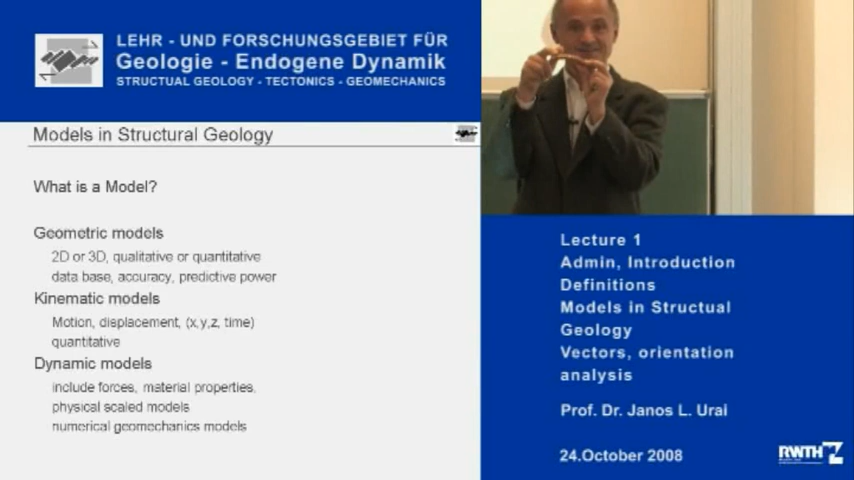 LEHR - UND FORSCHUNGSGEBIET FÜR
Geologie - Endogene Dynamik
STRUCTUAL GEOLOGY - TECTONICS - GEOMECHANICS
Models in Structural Geology
What is a Model?
Geometric models
2D or 3D, qualitative or quantitative
data base, accuracy, predictive power
Kinematic models
Motion, displacement, (x,y,z, time)
quantitative
Dynamic models
include forces, material properties,
physical scaled models
numerical geomechanics models
Lecture 1
Admin, Introduction
Definitions
Models in Structual
Geology
Vectors, orientation
analysis
Prof. Dr. Janos L. Urai
24.October 2008
RWTH